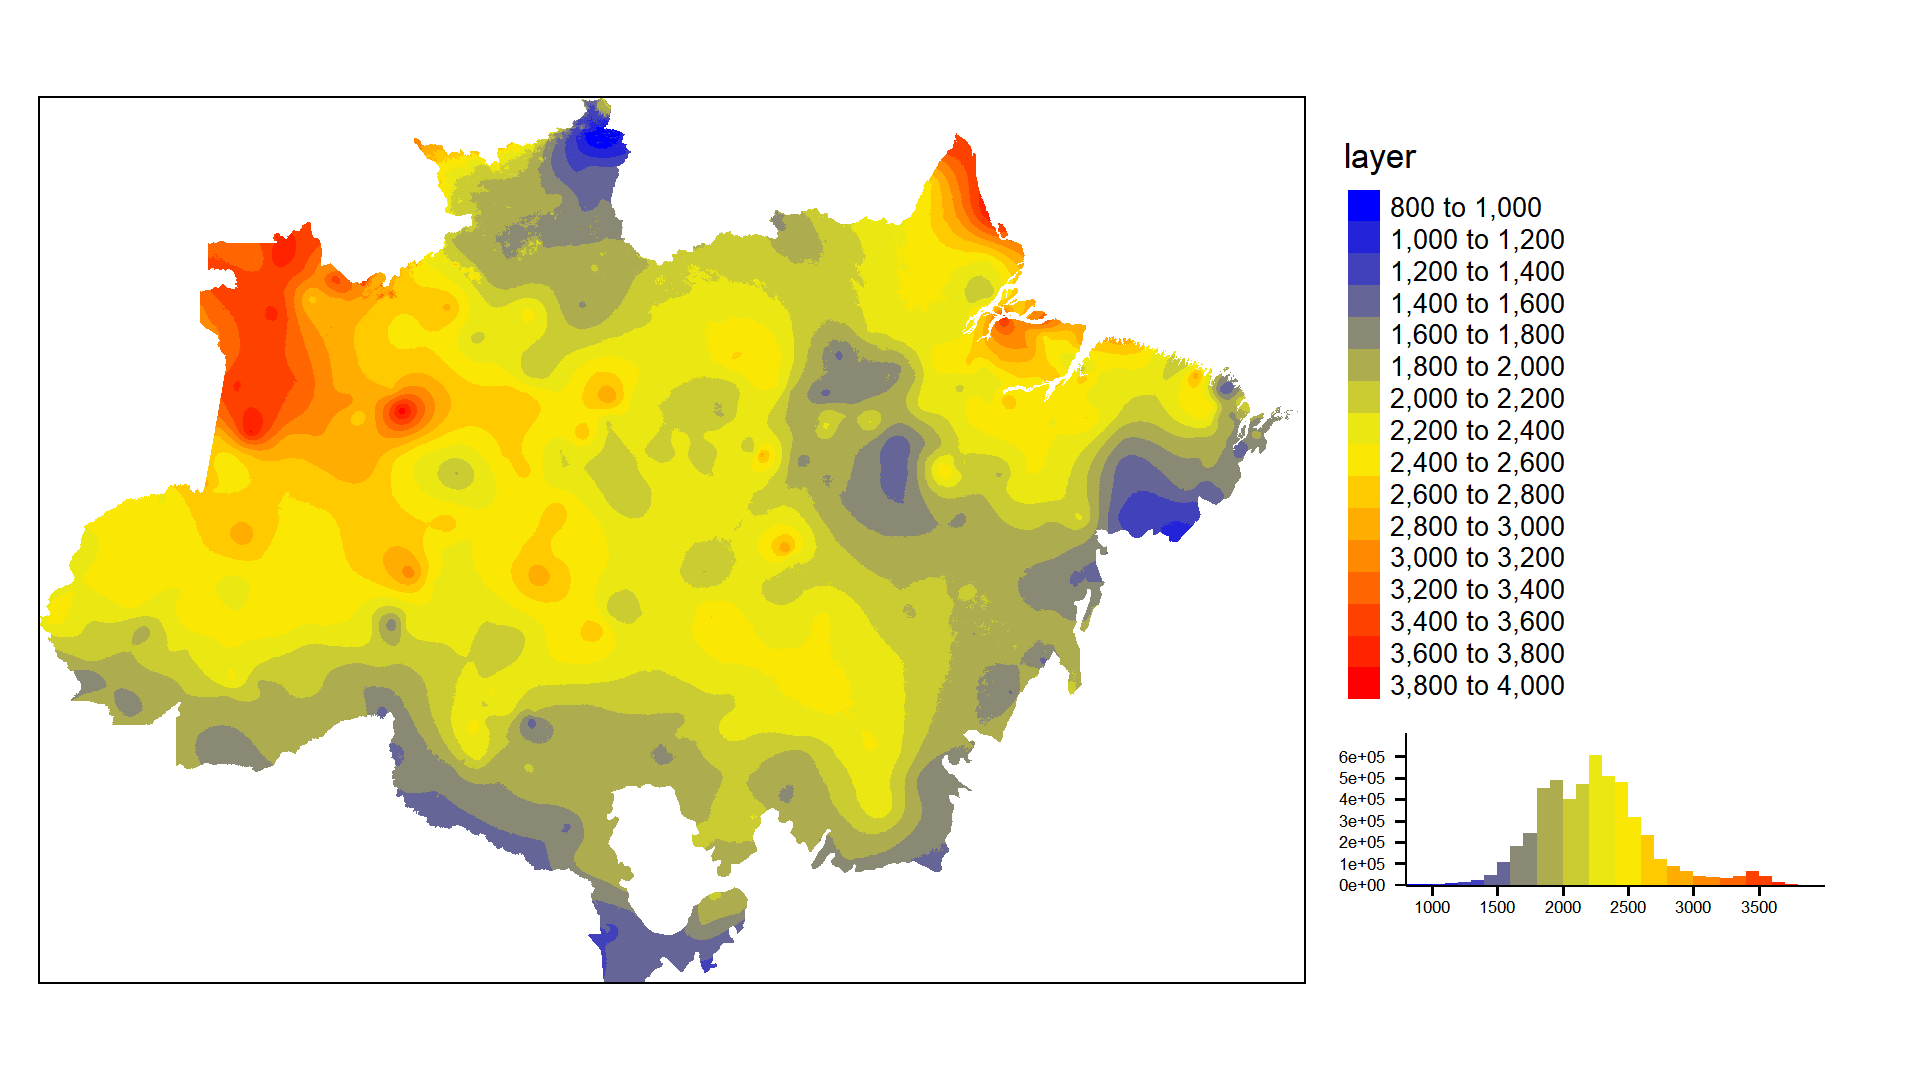 layer
800 to 1,000
1,000 to 1,200
1,200 to 1,400
1,400 to 1,600
1,600 to 1,800
1,800 to 2,000
2,000 to 2,200
2,200 to 2,400
2,400 to 2,600
2,600 to 2,800
2,800 to 3,000
3,000 to 3,200
3,200 to 3,400
3,400 to 3,600
3,600 to 3,800
3,800 to 4,000
6e+05
5e+05
4e+05
3e+05
2e+05
1e+05
0e+00
1000 1500 2000 2500 3000 3500